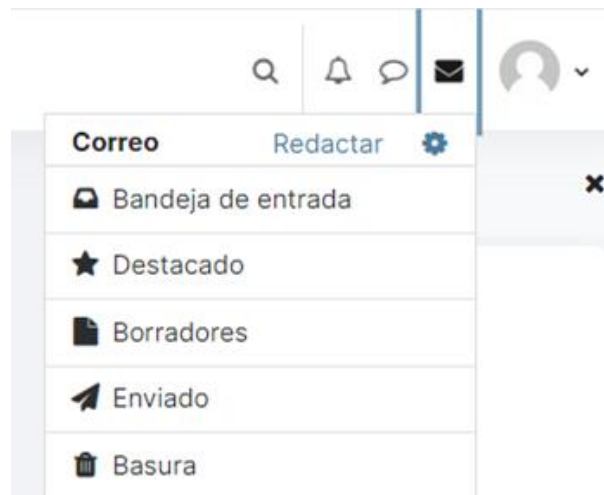 Correo Redactar
Bandeja de entrada
Destacado
Borradores
Enviado
Basura